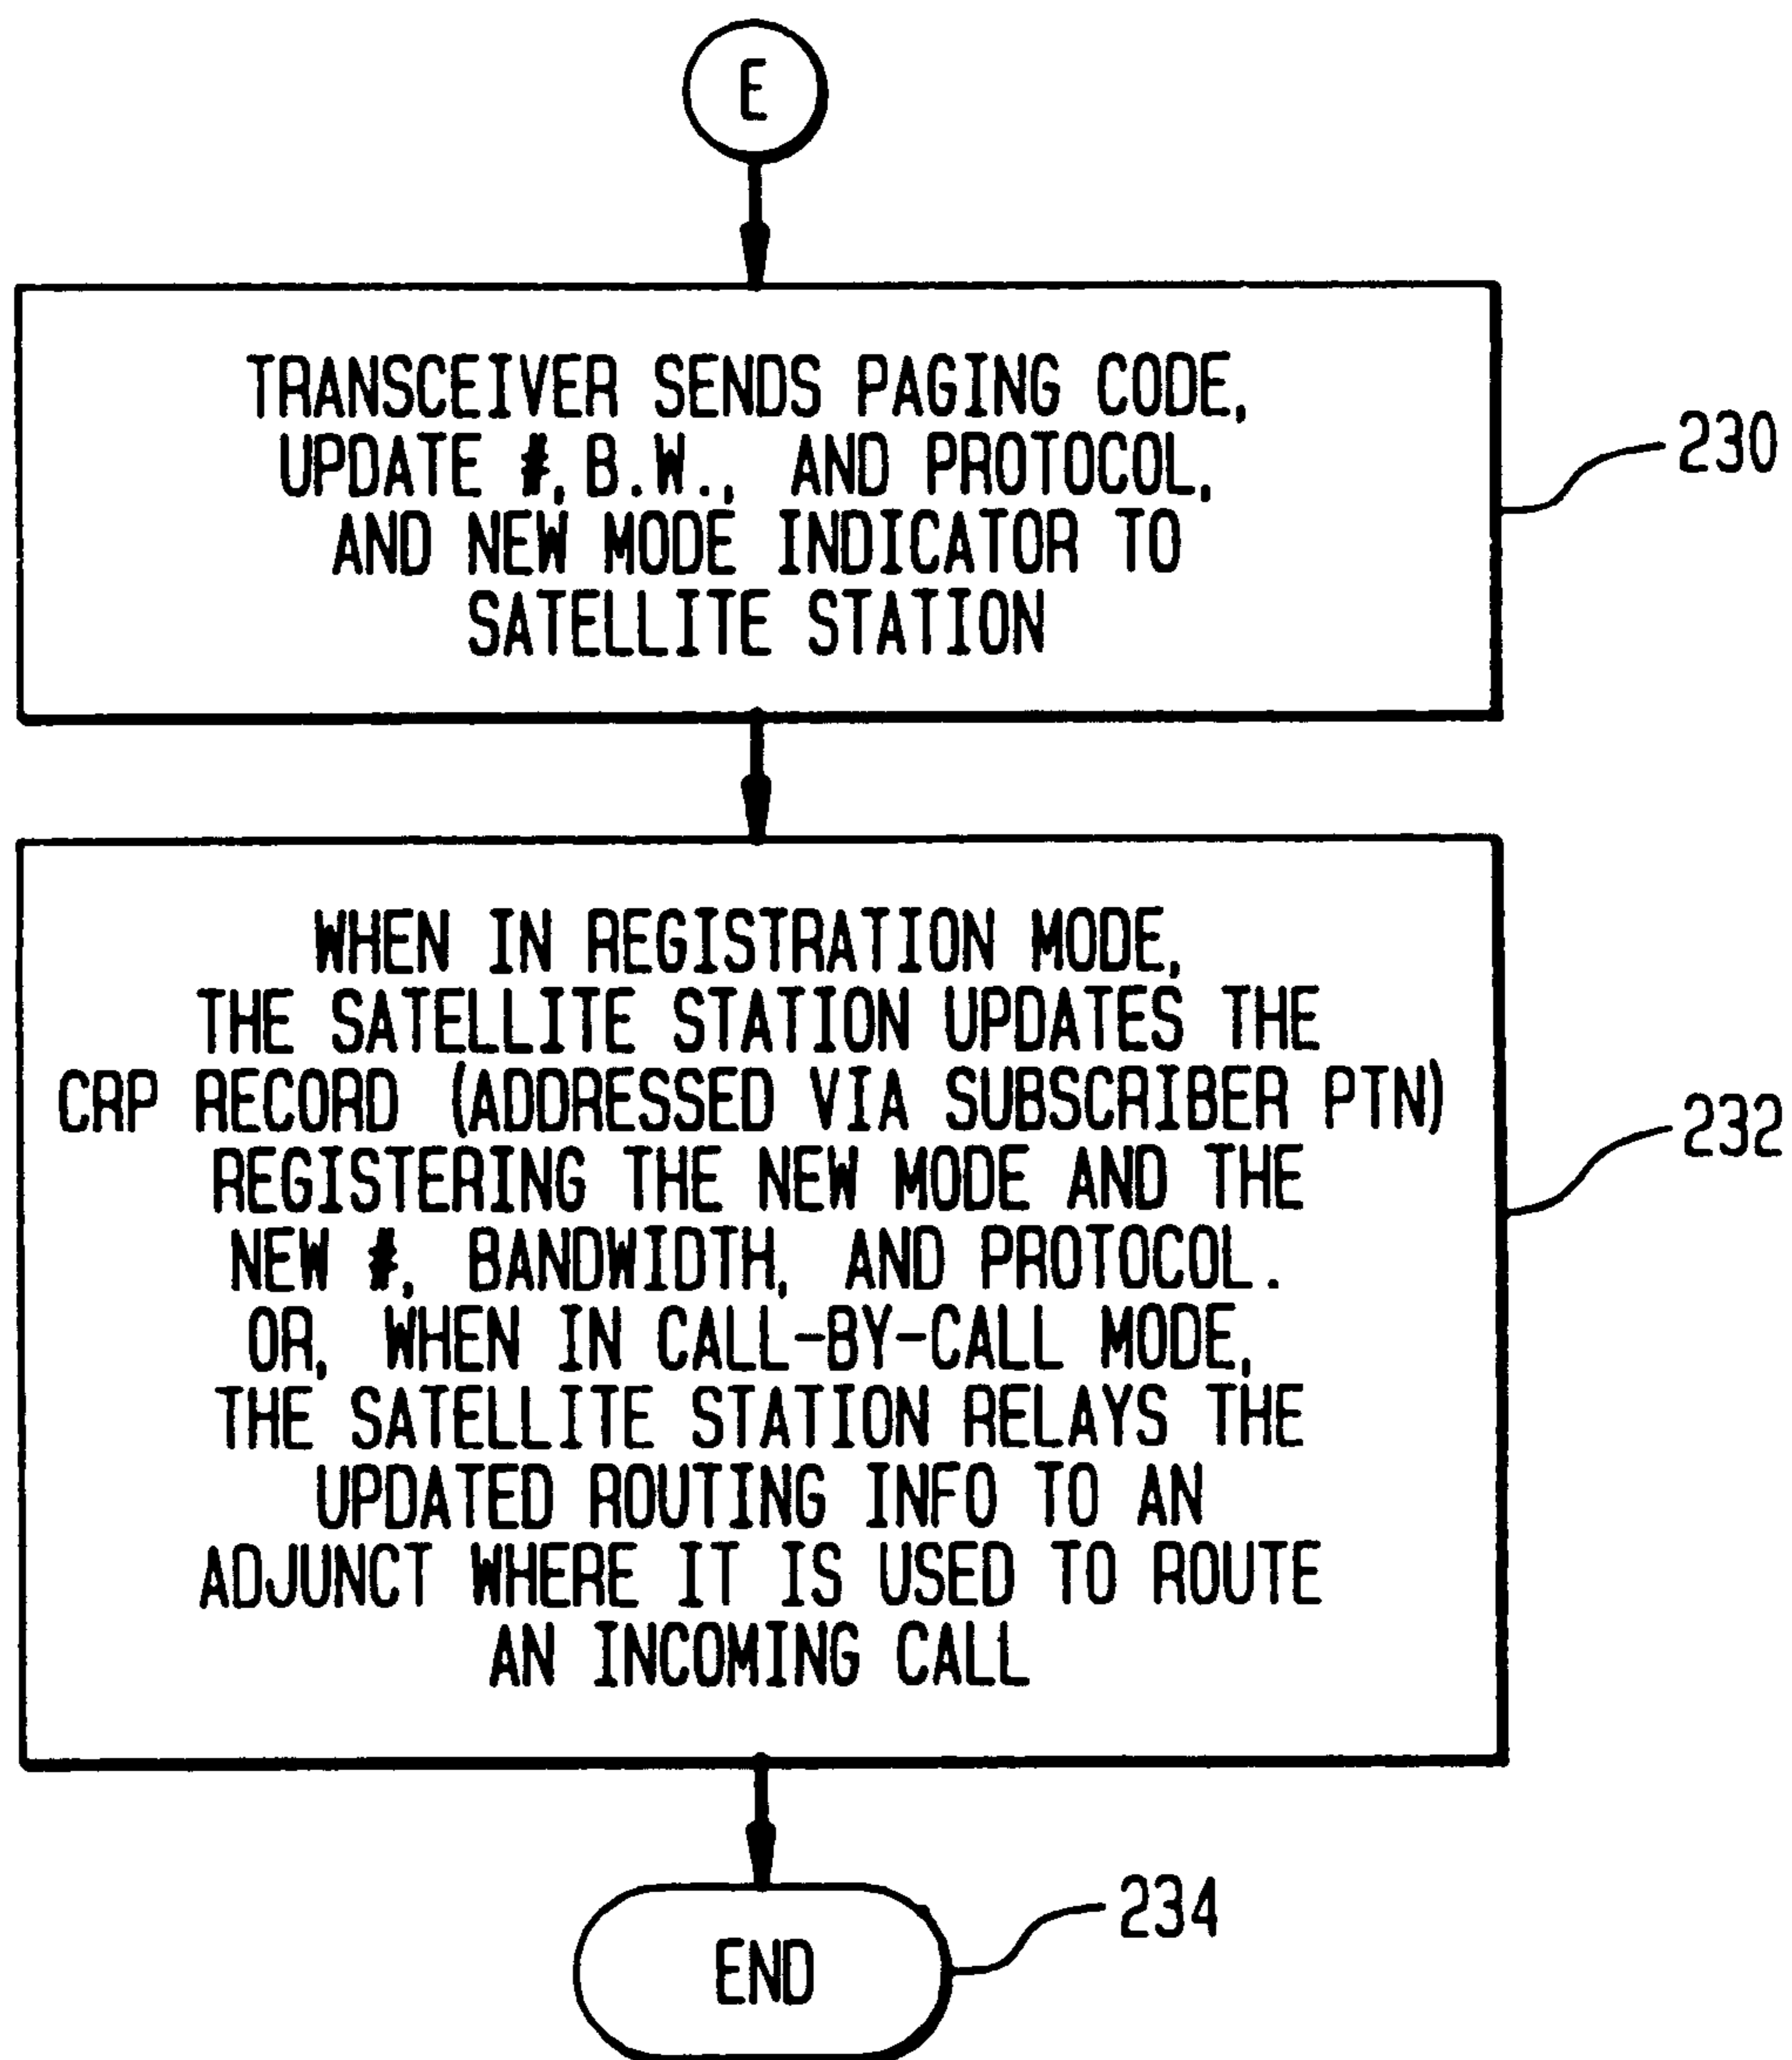 E
TRANSCEIVER SENDS PAGING CODE,
UPDATE #, B.W., AND PROTOCOL,
AND NEW MODE INDICATOR TO
SATELLITE STATION
230
WHEN IN REGISTRATION MODE,
THE SATELLITE STATION UPDATES THE
CRP RECORD (ADDRESSED VIA SUBSCRIBER PTN)
REGISTERING THE NEW MODE AND THE
NEW #, BANDWIDTH, AND PROTOCOL.
OR, WHEN IN CALL-BY-CALL MODE,
THE SATELLITE STATION RELAYS THE
UPDATED ROUTING INFO TO AN
ADJUNCT WHERE IT IS USED TO ROUTE
AN INCOMING CALL
232
END
234